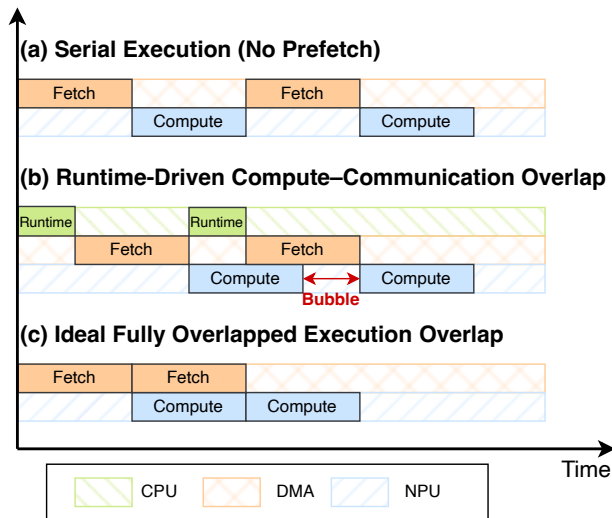 (a) Serial Execution (No Prefetch)
Fetch Fetch
Compute Compute
(b) Runtime-Driven Compute–Communication Overlap
Runtime Runtime
Fetch Fetch
Compute Compute
Bubble
(c) Ideal Fully Overlapped Execution Overlap
Fetch Fetch
Compute Compute
Time
CPU DMA NPU